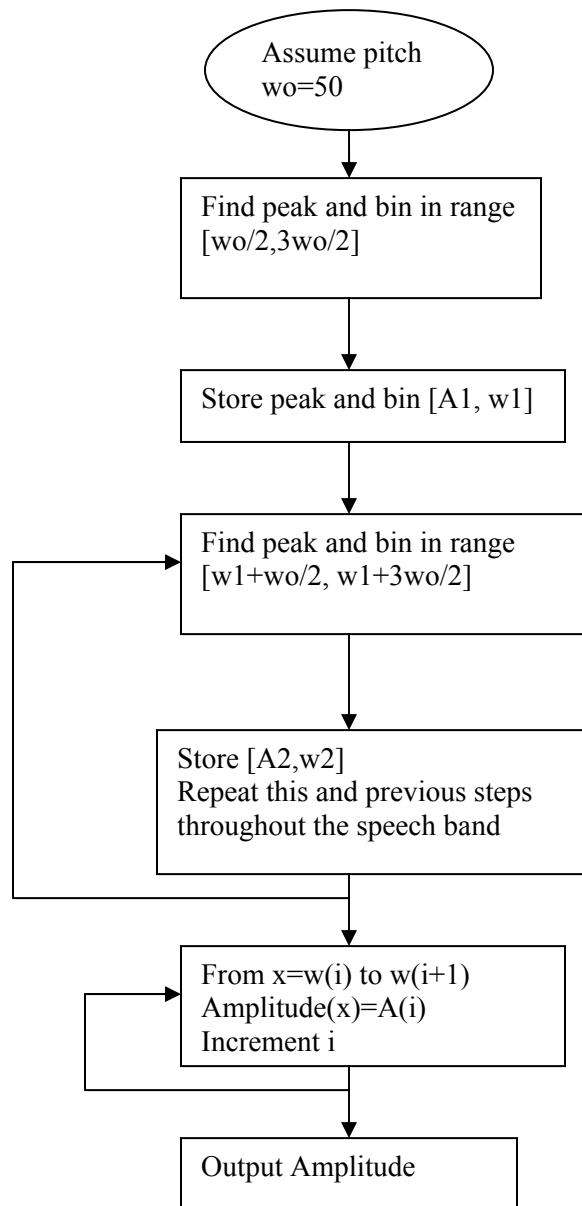 Assume pitch
wo=50
Find peak and bin in range
[wo/2,3wo/2]
Store peak and bin [A1, w1]
Find peak and bin in range
[w1+wo/2, w1+3wo/2]
Store [A2,w2]
Repeat this and previous steps
throughout the speech band
From x=w(i) to w(i+1)
Amplitude(x)=A(i)
Increment i
Output Amplitude